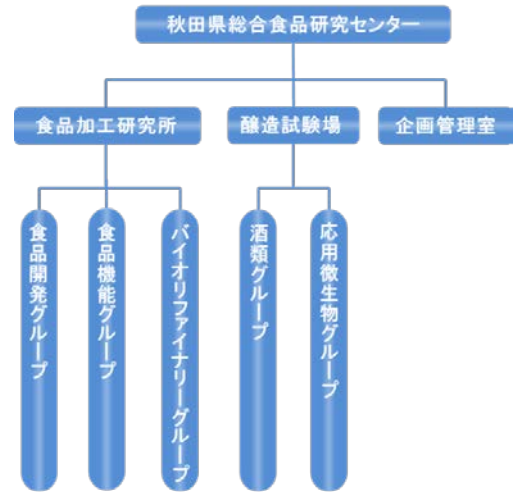 秋田県総合食品研究センター
食品加工研究所
醸造試験場
企画管理室
食品開発グループ
食品機能グループ
バイオリファイナリーグループ
酒類グループ
応用微生物グループ